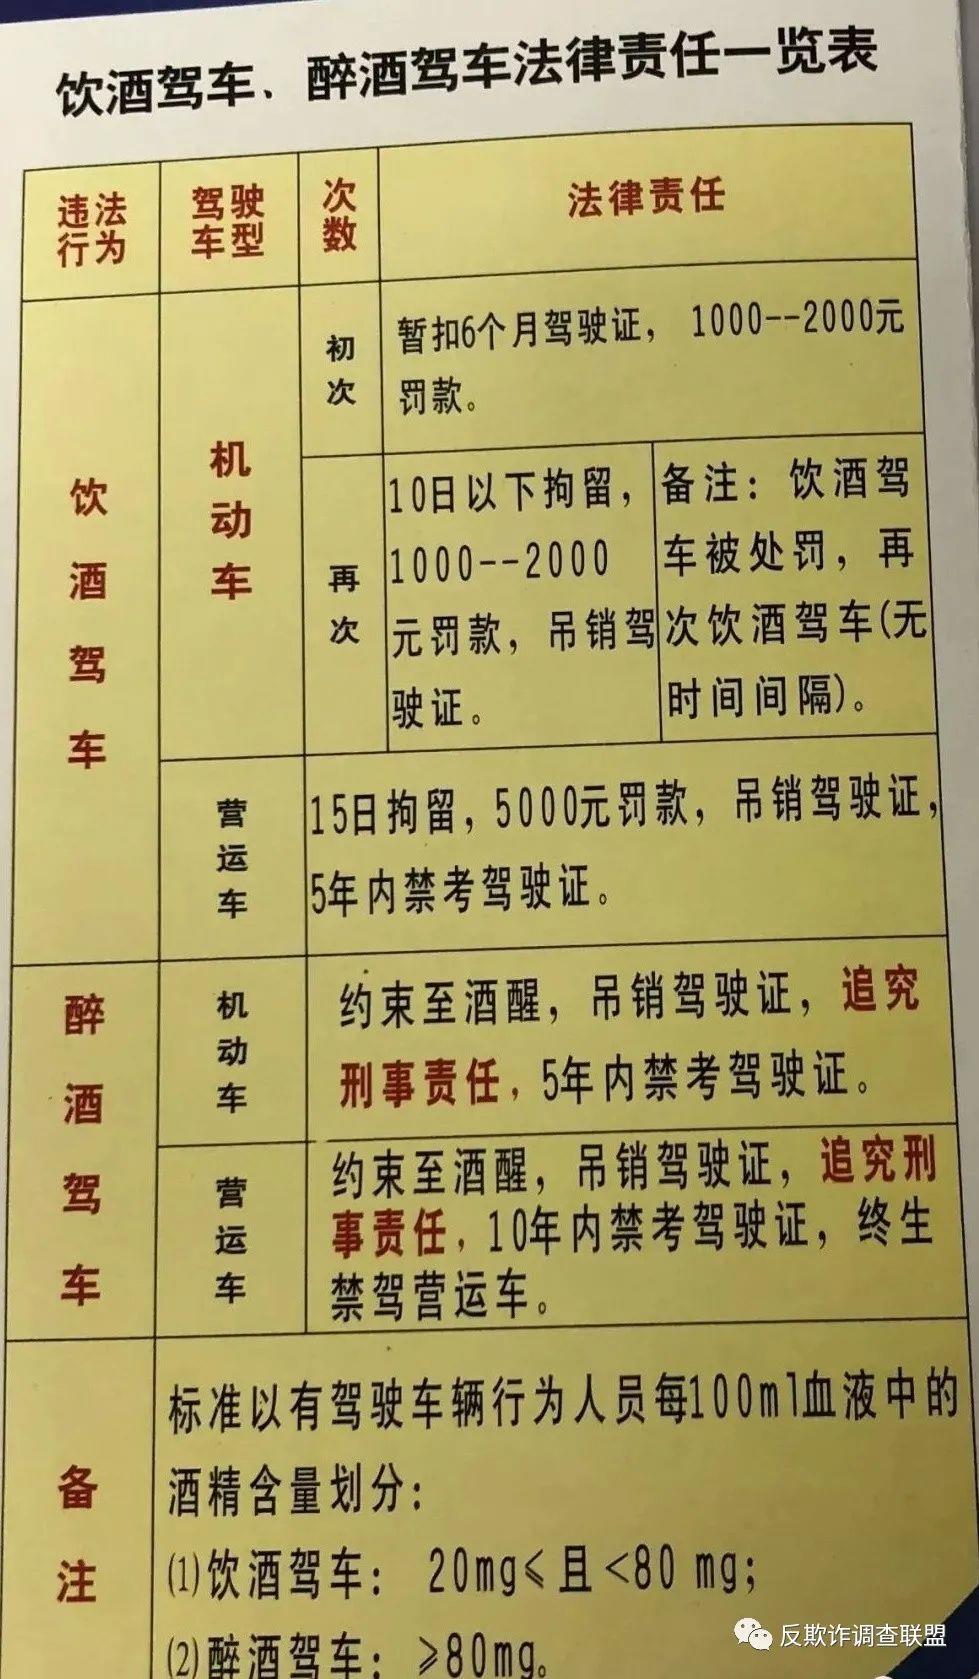 饮酒驾车、醉酒驾车法律责任一览表
违法
行为
驾驶
车型
次
数
法律责任
饮
酒
驾
车
机
动
车
初
次
暂扣6个月驾驶证， 1000--2000元
罚款。
再
次
10日以下拘留，
1000--2000
元罚款，吊销驾
驶证。
备注：饮酒驾
车被处罚，再
次饮酒驾车(无
时间间隔)。
营
运
车
15日拘留，5000元罚款，吊销驾驶证，
5年内禁考驾驶证。
醉
酒
驾
车
机
动
车
约束至酒醒，吊销驾驶证，追究
刑事责任，5年内禁考驾驶证。
营
运
车
约束至酒醒，吊销驾驶证，追究刑
事责任，10年内禁考驾驶证，终生
禁驾营运车。
备
注
标准以有驾驶车辆行为人员每100ml血液中的
酒精含量划分：
⑴饮酒驾车： 20mg≤且<80 mg；
⑵醉酒驾车： ≥80mg。
反欺诈调查联盟